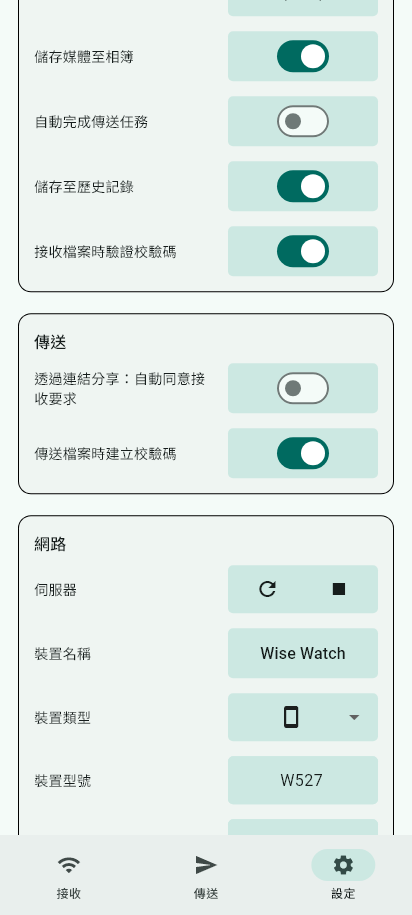 儲存媒體至相簿
自動完成傳送任務
儲存至歷史記錄
接收檔案時驗證校驗碼
傳送
透過連結分享：自動同意接
收要求
傳送檔案時建立校驗碼
網路
伺服器
裝置名稱
Wise Watch
裝置類型
裝置型號
W527
接收
傳送
設定